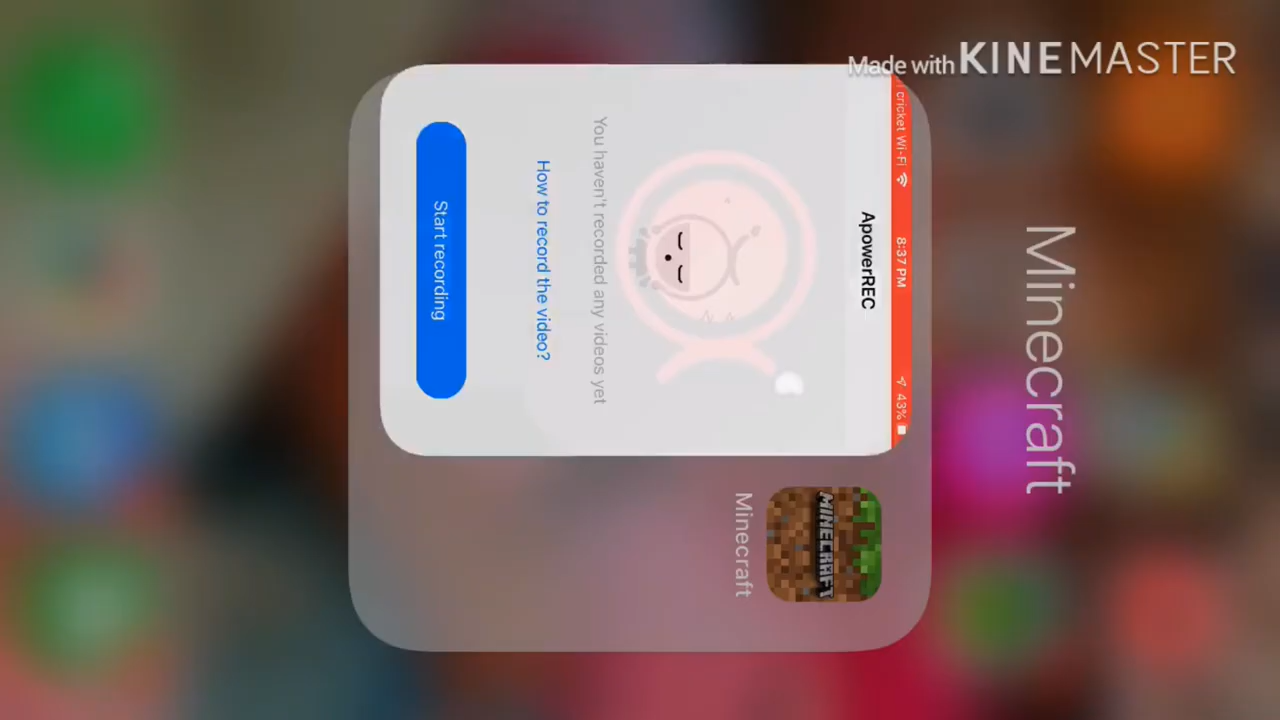 Made with KINEMASTER
Minecraft
cricket Wi-Fi 8:37 PM 43%
ApowerREC
You haven't recorded any videos yet
How to record the video?
Start recording
MINECRAFT
Minecraft